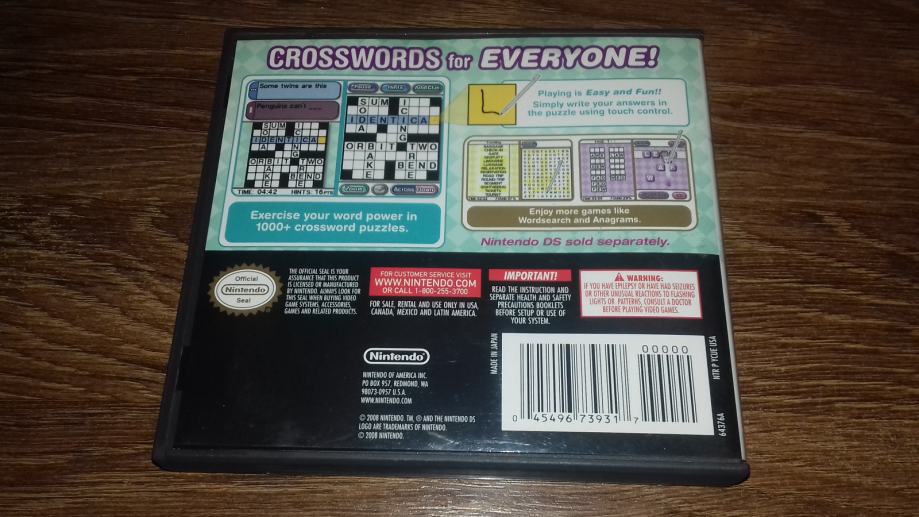 CROSSWORDS for EVERYONE!
Some twins are this
Penguins can't ___
SUM
IDENTICA
ORBIT TWO
BEND
TIME: 04:42 HINTS: 16PTS
SUM
IDENTICA
ORBIT TWO
BEND
Across/Down
Exercise your word power in
1000+ crossword puzzles.
Playing is Easy and Fun!!
Simply write your answers in
the puzzle using touch control.
Enjoy more games like
Wordsearch and Anagrams.
Nintendo DS sold separately.
Official
Nintendo
Seal
THE OFFICIAL SEAL IS YOUR
ASSURANCE THAT THIS PRODUCT
IS LICENSED OR MANUFACTURED
BY NINTENDO. ALWAYS LOOK FOR
THIS SEAL WHEN BUYING VIDEO
GAME SYSTEMS, ACCESSORIES,
GAMES AND RELATED PRODUCTS.
FOR CUSTOMER SERVICE VISIT
WWW.NINTENDO.COM
OR CALL 1-800-255-3700
FOR SALE, RENTAL AND USE ONLY IN USA,
CANADA, MEXICO AND LATIN AMERICA.
IMPORTANT!
READ THE INSTRUCTION AND
SEPARATE HEALTH AND SAFETY
PRECAUTIONS BOOKLETS
BEFORE SETUP OR USE OF
YOUR SYSTEM.
WARNING:
IF YOU HAVE EPILEPSY OR HAVE HAD SEIZURES
OR OTHER UNUSUAL REACTIONS TO FLASHING
LIGHTS OR PATTERNS, CONSULT A DOCTOR
BEFORE PLAYING VIDEO GAMES.
Nintendo
NINTENDO OF AMERICA INC.
PO BOX 957, REDMOND, WA
98073-0957 U.S.A.
WWW.NINTENDO.COM
© 2008 NINTENDO. TM, ® AND THE NINTENDO DS
LOGO ARE TRADEMARKS OF NINTENDO.
© 2008 NINTENDO.
MADE IN JAPAN
00000
0 45496 73931 7
NTR P YCUE USA
64376A